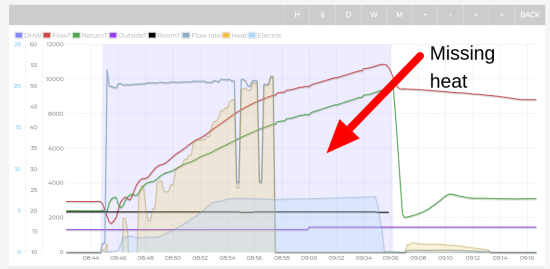 H 6 D W M + - < > BACK
DHW FlowT ReturnT OutsideT RoomT Flow rate Heat Electric
Missing
heat
25 60 12000
55
20 50 10000
45
8000
15 40
35 6000
10 30
25 4000
5 20 2000
15
0 10 0
08:44 08:46 08:48 08:50 08:52 08:54 08:56 08:58 09:00 09:02 09:04 09:06 09:08 09:10 09:12 09:14 09:16